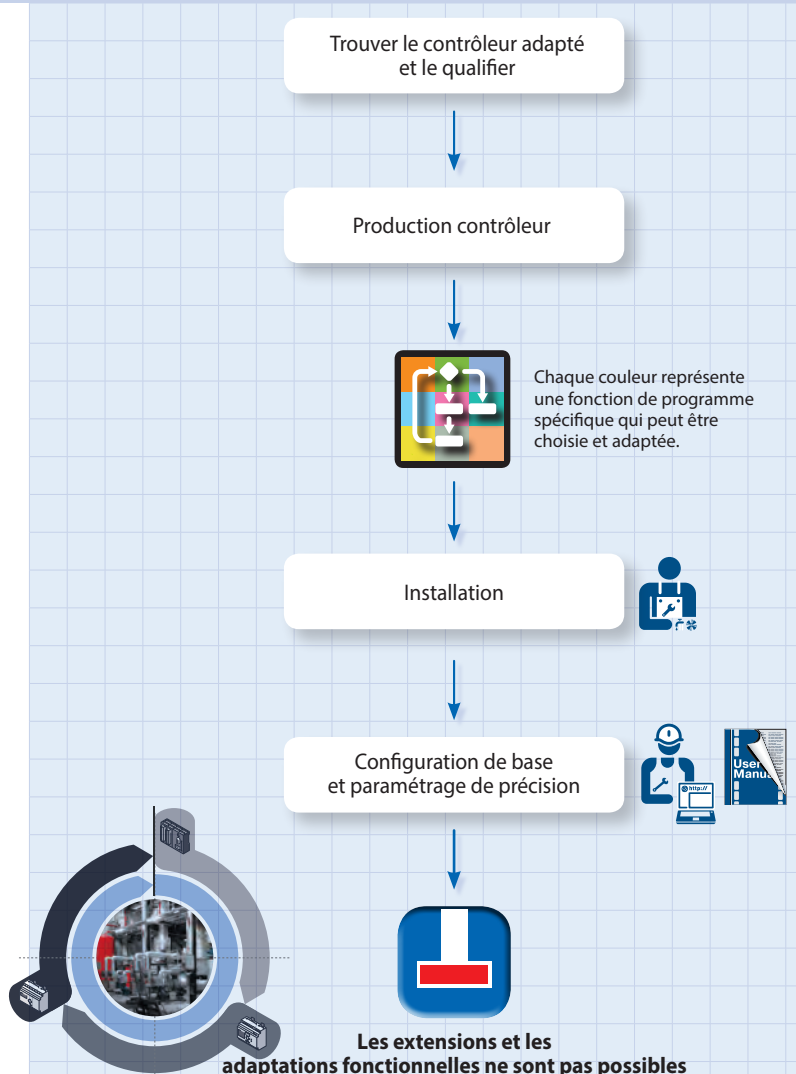 Trouver le contrôleur adapté
et le qualifier
Production contrôleur
Chaque couleur représente
une fonction de programme
spécifique qui peut être
choisie et adaptée.
Installation
Configuration de base
et paramétrage de précision
http://
User
Manual
Les extensions et les
adaptations fonctionnelles ne sont pas possibles